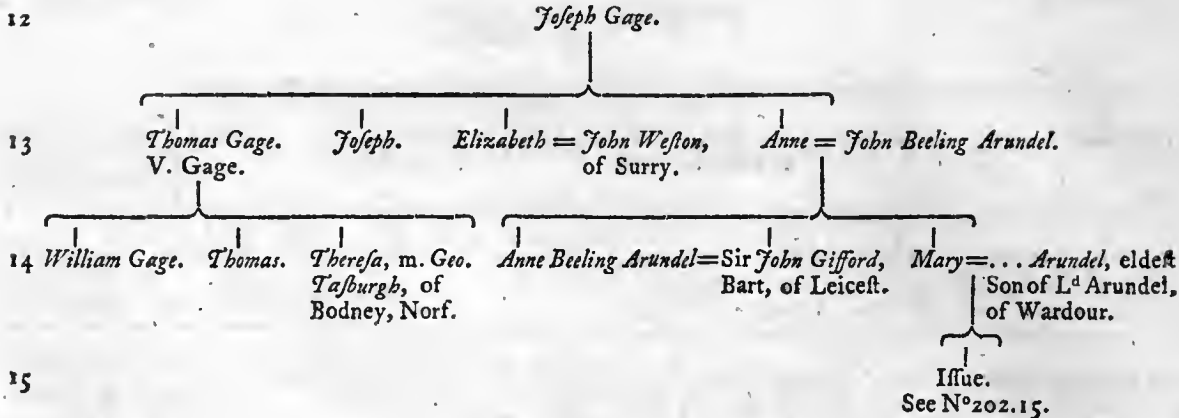 12 Joſeph Gage.
13 Thomas Gage. Joſeph. Elizabeth = John Weſton, Anne = John Beeling Arundel.
V. Gage. of Surry.
14 William Gage. Thomas. Thereſa, m. Geo. Anne Beeling Arundel=Sir John Gifford, Mary=... Arundel, eldeſt
Taſburgh, of Bart, of Leiceſt. Son of Lᵈ Arundel,
Bodney, Norf. of Wardour.
15 Iſſue.
See Nº202.15.